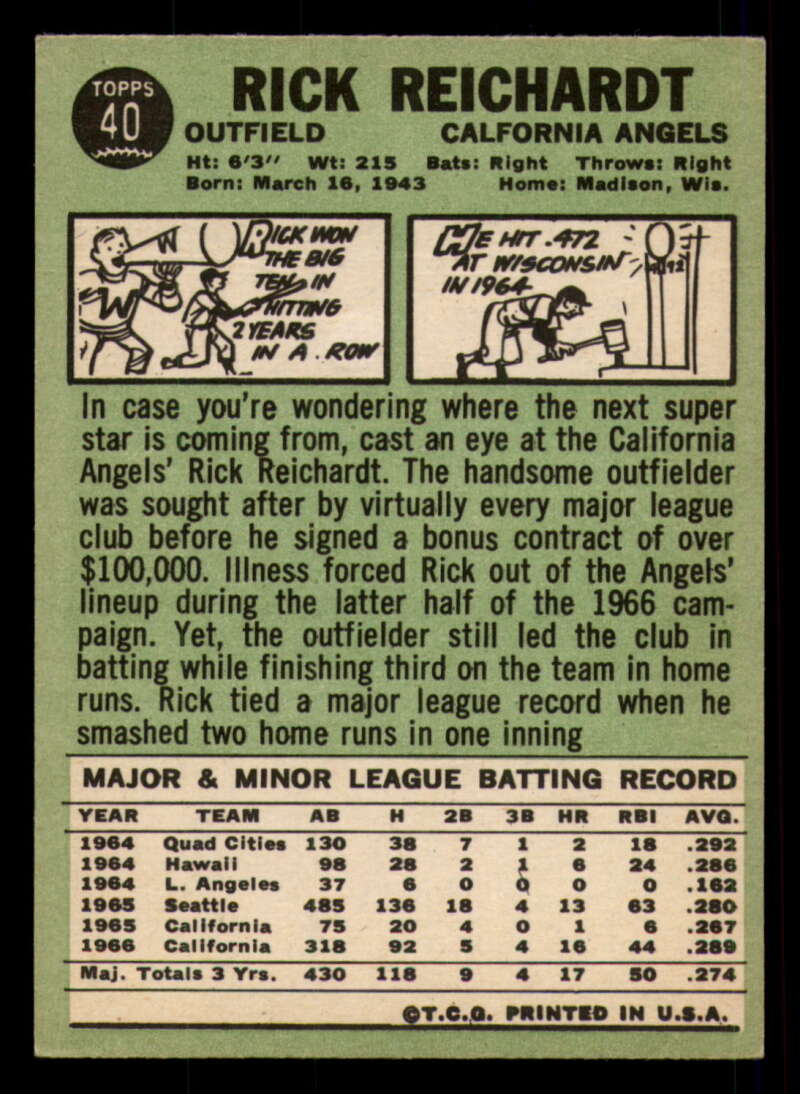 TOPPS
40
RICK REICHARDT
OUTFIELD CALFORNIA ANGELS
Ht: 6'3" Wt: 215 Bats: Right Throws: Right
Born: March 16, 1943 Home: Madison, Wis.
W
W
RICK WON
THE BIG
TEN IN
HITTING
2 YEARS
IN A ROW
HE HIT .472
AT WISCONSIN
IN 1964
In case you're wondering where the next super
star is coming from, cast an eye at the California
Angels' Rick Reichardt. The handsome outfielder
was sought after by virtually every major league
club before he signed a bonus contract of over
$100,000. Illness forced Rick out of the Angels'
lineup during the latter half of the 1966 cam-
paign. Yet, the outfielder still led the club in
batting while finishing third on the team in home
runs. Rick tied a major league record when he
smashed two home runs in one inning
MAJOR & MINOR LEAGUE BATTING RECORD
YEAR TEAM AB H 2B 3B HR RBI AVG.
1964 Quad Cities 130 38 7 1 2 18 .292
1964 Hawaii 98 28 2 1 6 24 .286
1964 L. Angeles 37 6 0 0 0 0 .162
1965 Seattle 485 136 18 4 13 63 .280
1965 California 75 20 4 0 1 6 .267
1966 California 318 92 5 4 16 44 .289
Maj. Totals 3 Yrs. 430 118 9 4 17 50 .274
©T.C.G. PRINTED IN U.S.A.